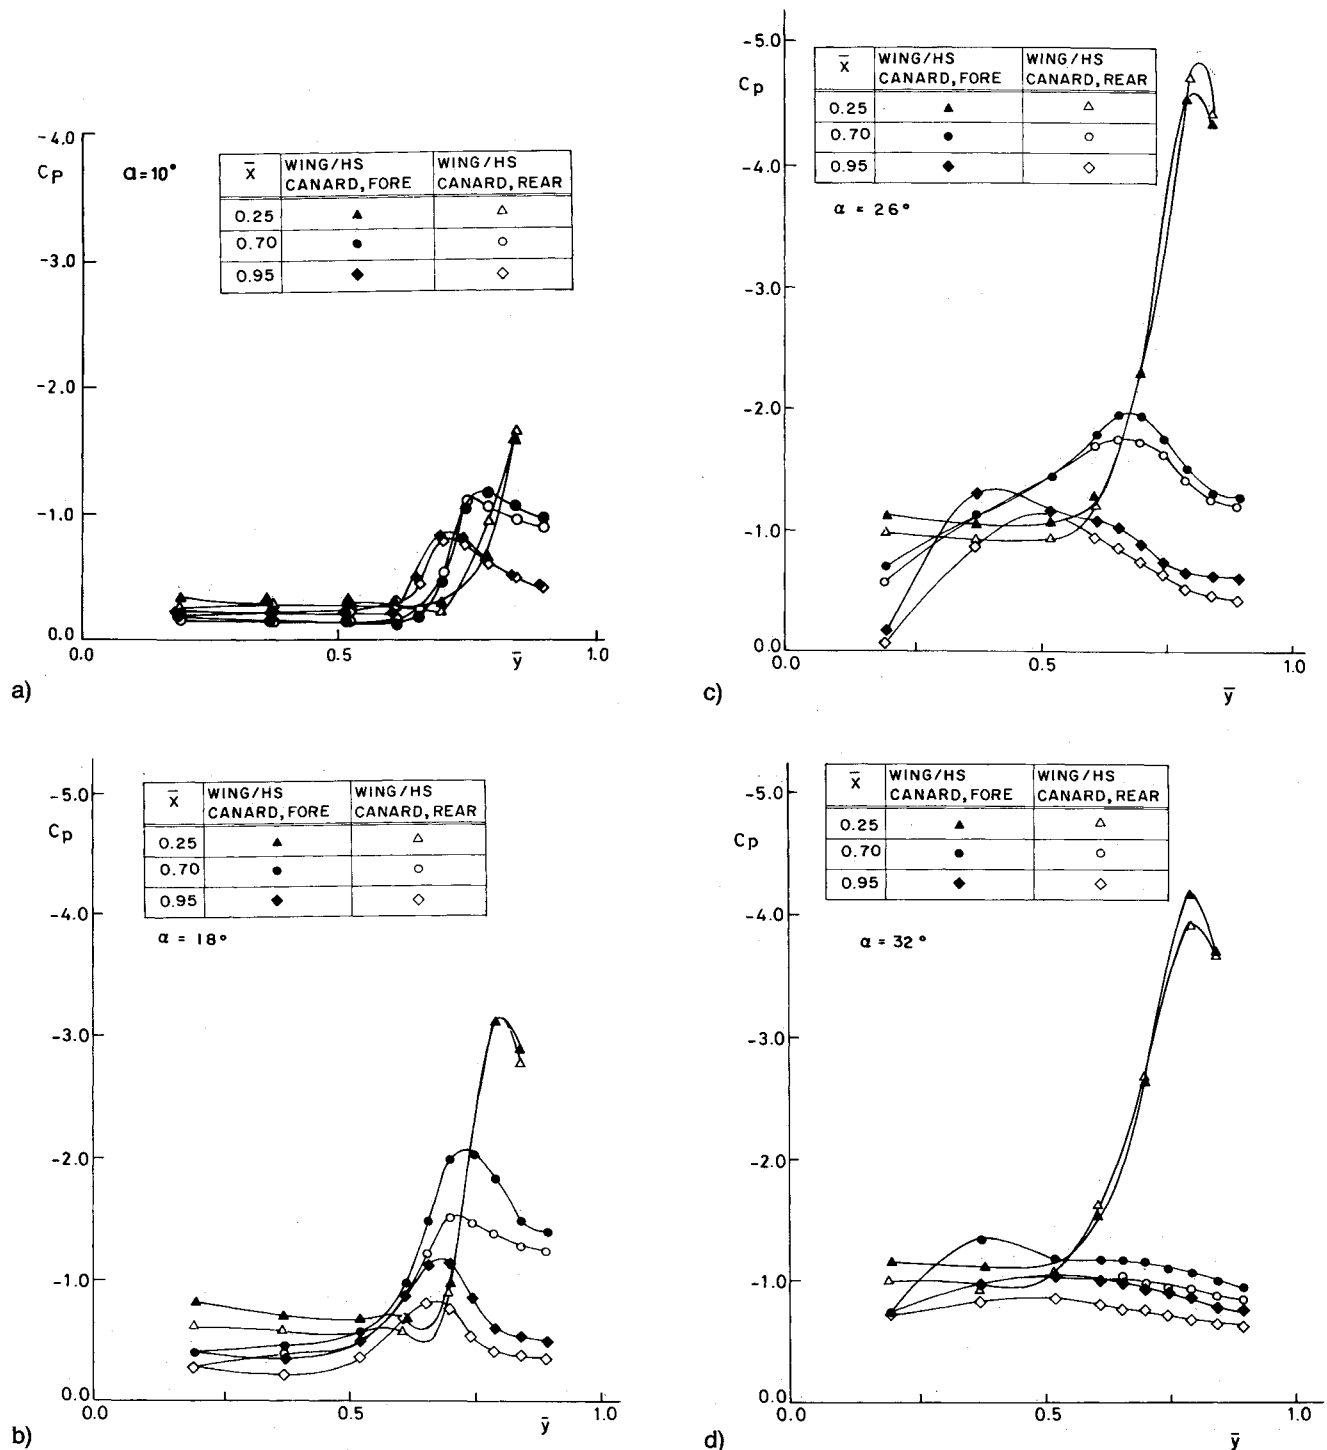 -4.0
CP
α=10°
x̄ WING/HS CANARD, FORE WING/HS CANARD, REAR
0.25
0.70
0.95
-3.0
-2.0
-1.0
0.0
0.0 0.5 ȳ 1.0
a)
-5.0
Cp
x̄ WING/HS CANARD, FORE WING/HS CANARD, REAR
0.25
0.70
0.95
α = 18°
-4.0
-3.0
-2.0
-1.0
0.0
0.0 0.5 ȳ 1.0
b)
-5.0
Cp
x̄ WING/HS CANARD, FORE WING/HS CANARD, REAR
0.25
0.70
0.95
α = 26°
-4.0
-3.0
-2.0
-1.0
0.0
0.0 0.5 1.0
ȳ
c)
-5.0
Cp
x̄ WING/HS CANARD, FORE WING/HS CANARD, REAR
0.25
0.70
0.95
α = 32°
-4.0
-3.0
-2.0
-1.0
0.0
0.0 0.5 1.0
ȳ
d)